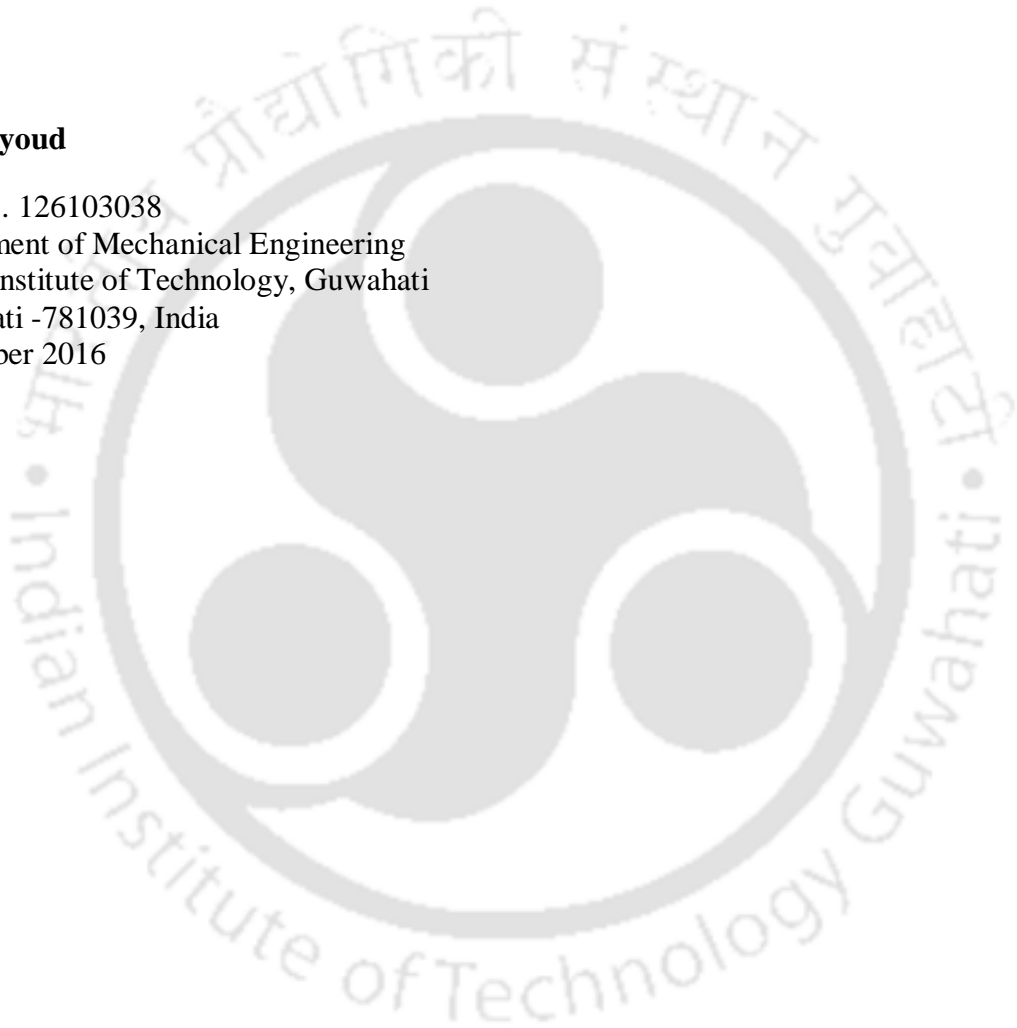 youd
. 126103038
ment of Mechanical Engineering
nstitute of Technology, Guwahati
ati -781039, India
ber 2016
भारतीय प्रौद्योगिकी संस्थान गुवाहाटी
Indian Institute of Technology Guwahati